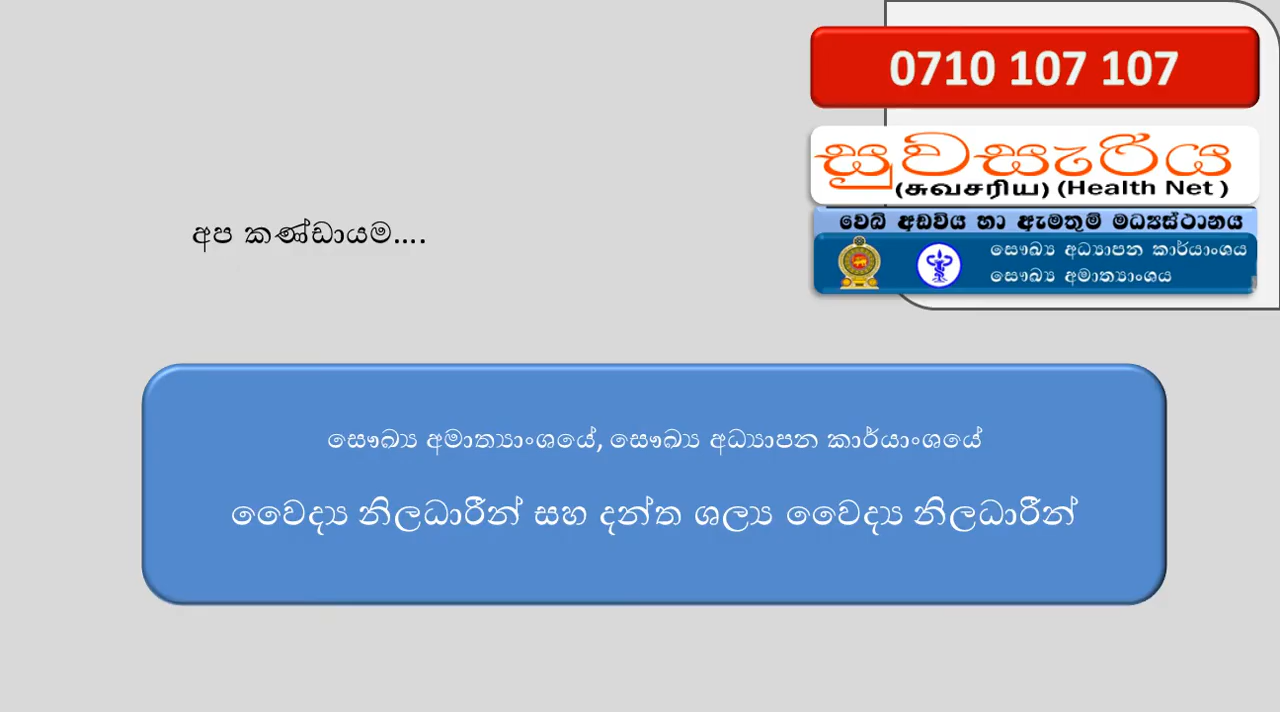 0710 107 107
සුවසැරිය
(சுவசரிய) (Health Net )
වෙබ් අඩවිය හා ඇමතුම් මධ්‍යස්ථානය
සෞඛ්‍ය අධ්‍යාපන කාර්යාංශය
සෞඛ්‍ය අමාත්‍යාංශය
අප කණ්ඩායම....
සෞඛ්‍ය අමාත්‍යාංශයේ, සෞඛ්‍ය අධ්‍යාපන කාර්යාංශයේ
වෛද්‍ය නිලධාරීන් සහ දන්ත ශල්‍ය වෛද්‍ය නිලධාරීන්